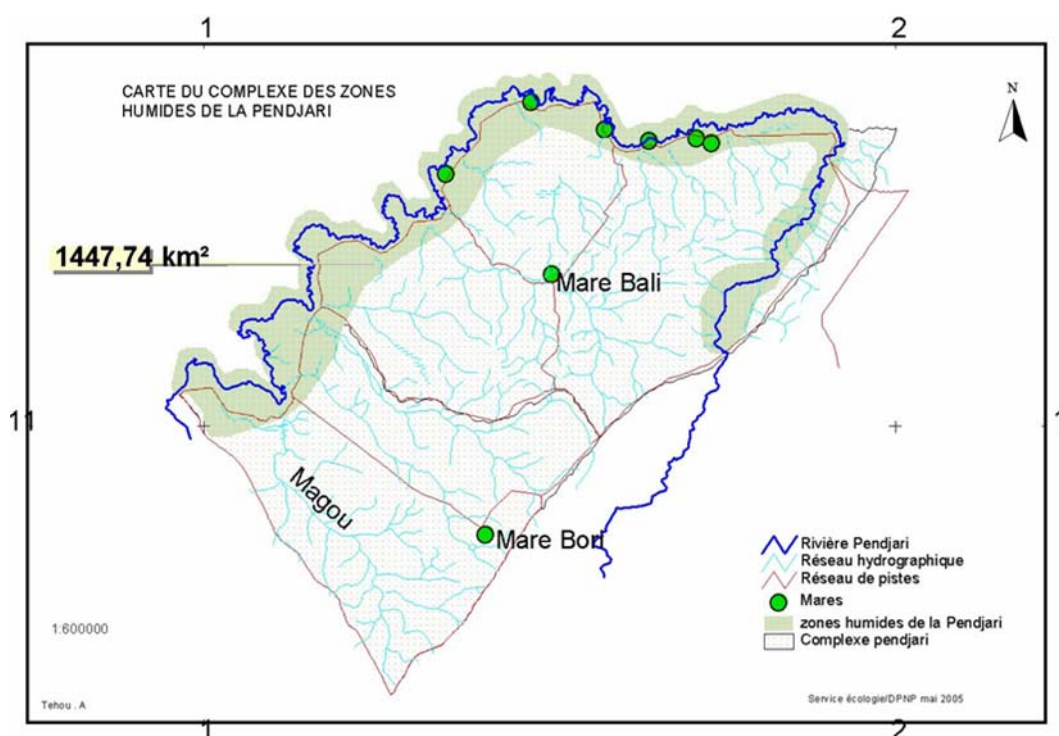 1
2
CARTE DU COMPLEXE DES ZONES
HUMIDES DE LA PENDJARI
N
1447,74 km²
Mare Bali
11
1
Magou
Mare Bori
Rivière Pendjari
Réseau hydrographique
Réseau de pistes
Mares
zones humides de la Pendjari
Complexe pendjari
1:600000
Tehou . A
Service écologie/DPNP mai 2005
1
2